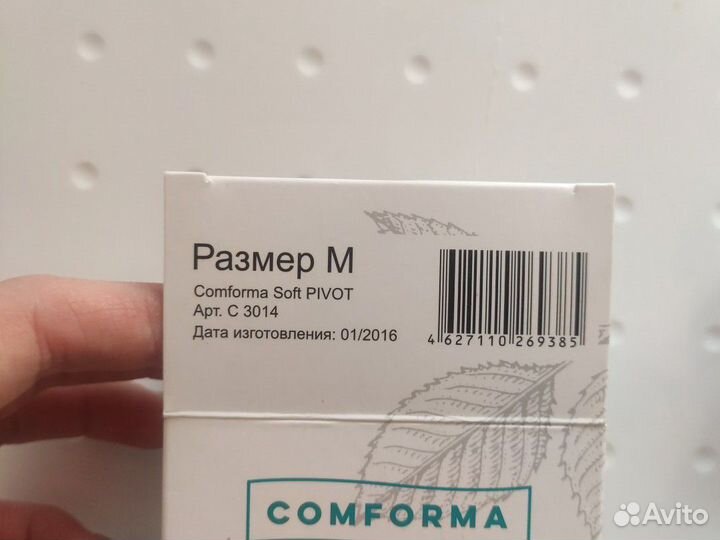 Размер M
Comforma Soft PIVOT
Арт. С 3014
Дата изготовления: 01/2016
4 627110 269385
COMFORMA
Avito